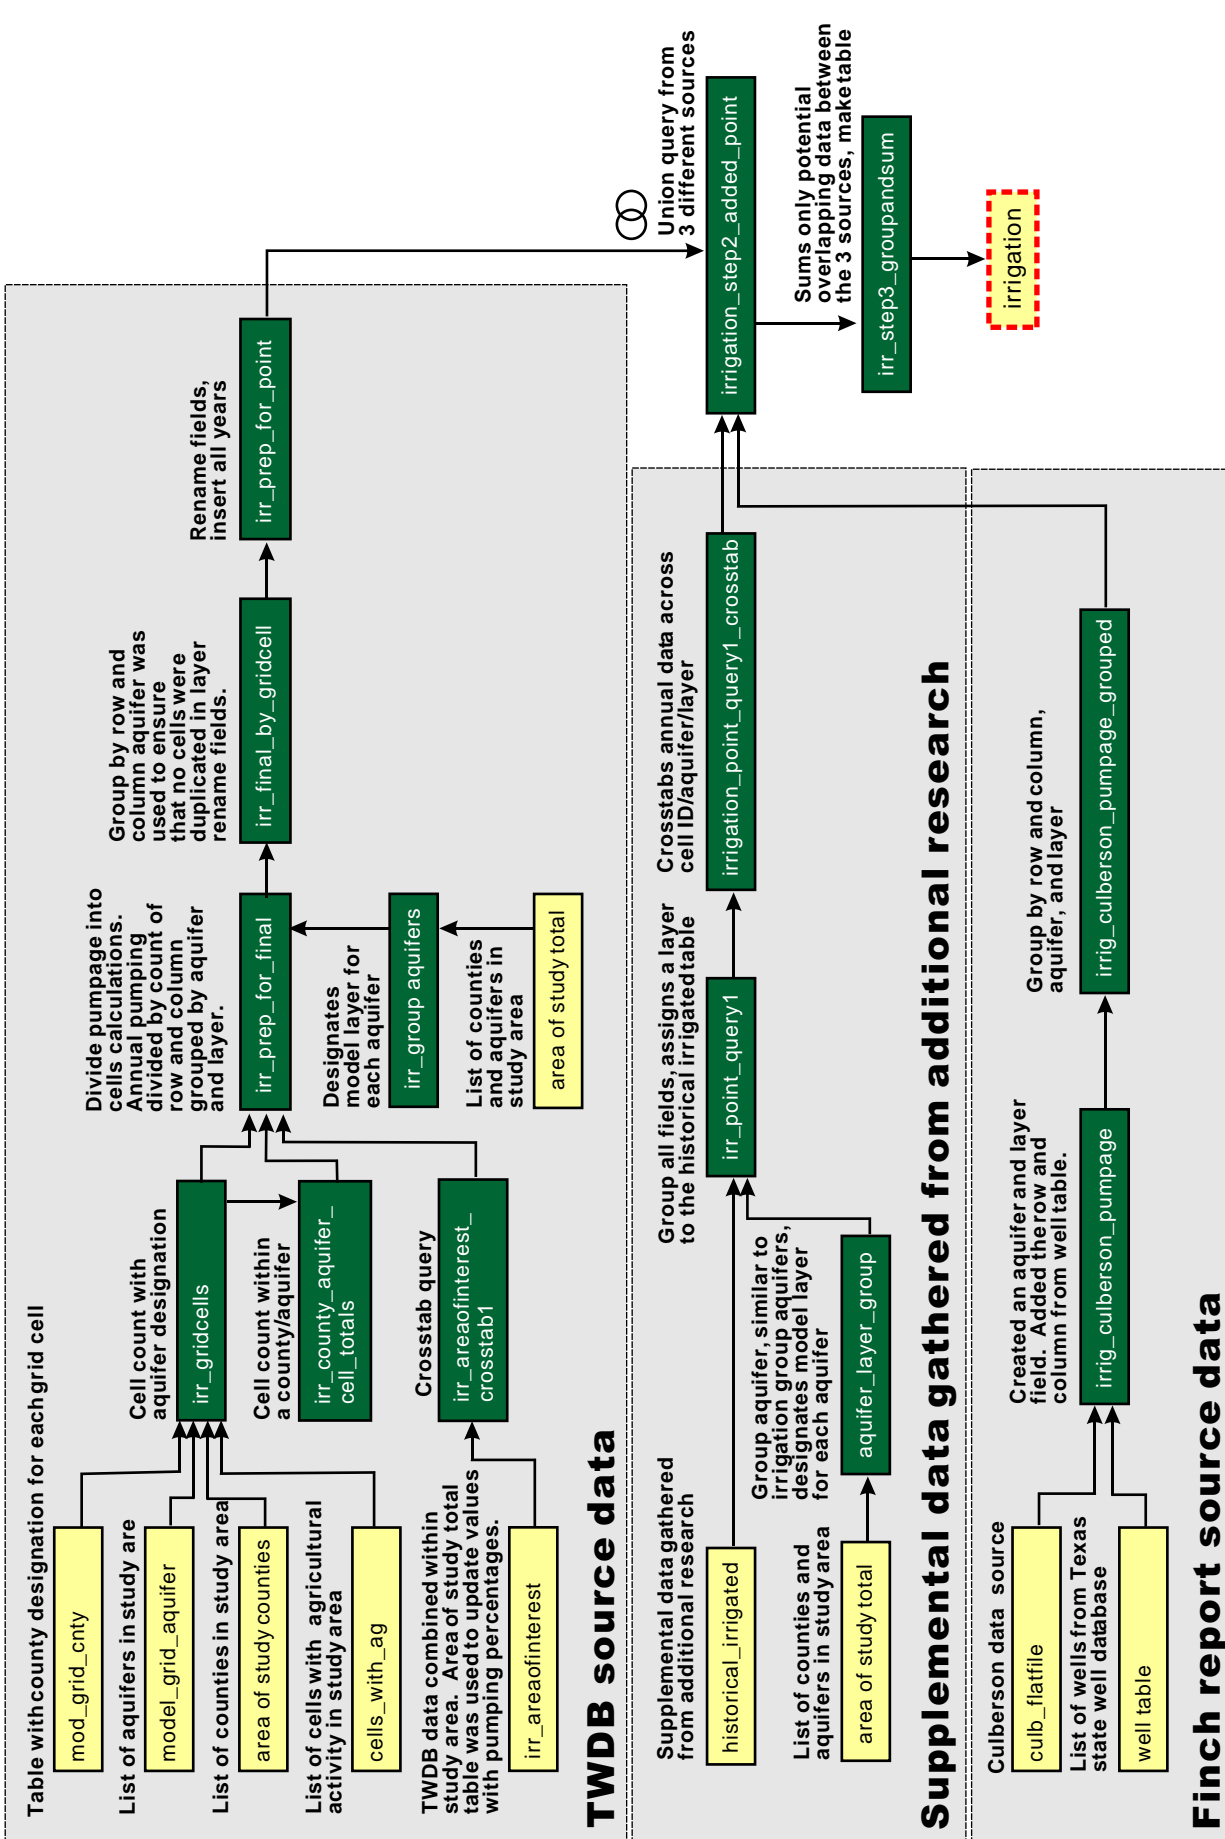 Table with county designation for each grid cell
mod_grid_cnty
List of aquifers in study are
model_grid_aquifer
List of counties in study area
area of study counties
List of cells with agricultural
activity in study area
cells_with_ag
TWDB data combined within
study area. Area of study total
table was used to update values
with pumping percentages.
irr_areaofinterest
TWDB source data
Cell count with
aquifer designation
irr_gridcells
Cell count within
a county/aquifer
irr_county_aquifer_
cell_totals
Crosstab query
irr_areaofinterest_
crosstab1
Divide pumpage into
cells calculations.
Annual pumping
divided by count of
row and column
grouped by aquifer
and layer.
irr_prep_for_final
Designates
model layer for
each aquifer
irr_group aquifers
List of counties
and aquifers in
study area
area of study total
Group by row and
column aquifer was
used to ensure
that no cells were
duplicated in layer
rename fields.
irr_final_by_gridcell
Rename fields,
insert all years
irr_prep_for_point
Supplemental data gathered
from additional research
historical_irrigated
List of counties and
aquifers in study area
area of study total
Group all fields, assigns a layer
to the historical irrigated table
irr_point_query1
Group aquifer, similar to
irrigation group aquifers,
designates model layer
for each aquifer
aquifer_layer_group
Crosstabs annual data across
cell ID/aquifer/layer
irrigation_point_query1_crosstab
Supplemental data gathered from additional research
Union query from
3 different sources
irrigation_step2_added_point
Sums only potential
overlapping data between
the 3 sources, make table
irr_step3_groupandsum
irrigation
Culberson data source
culb_flatfile
List of wells from Texas
state well database
well table
Created an aquifer and layer
field. Added the row and
column from well table.
irrig_culberson_pumpage
Group by row and column,
aquifer, and layer
irrig_culberson_pumpage_grouped
Finch report source data